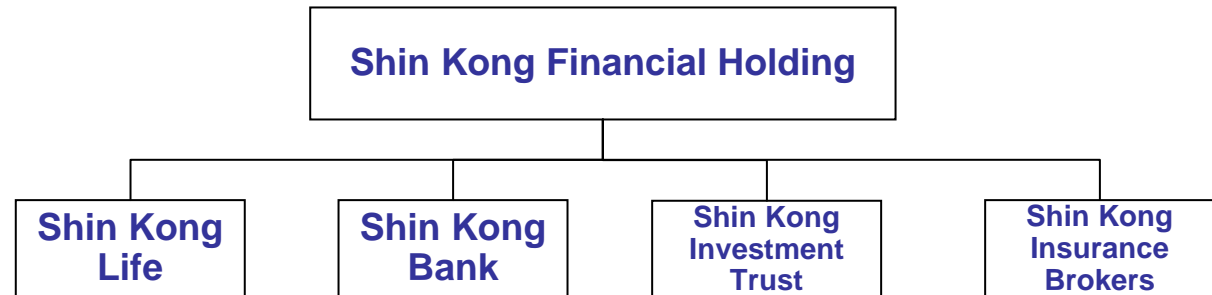 Shin Kong Financial Holding
Shin Kong
Life
Shin Kong
Bank
Shin Kong
Investment
Trust
Shin Kong
Insurance
Brokers